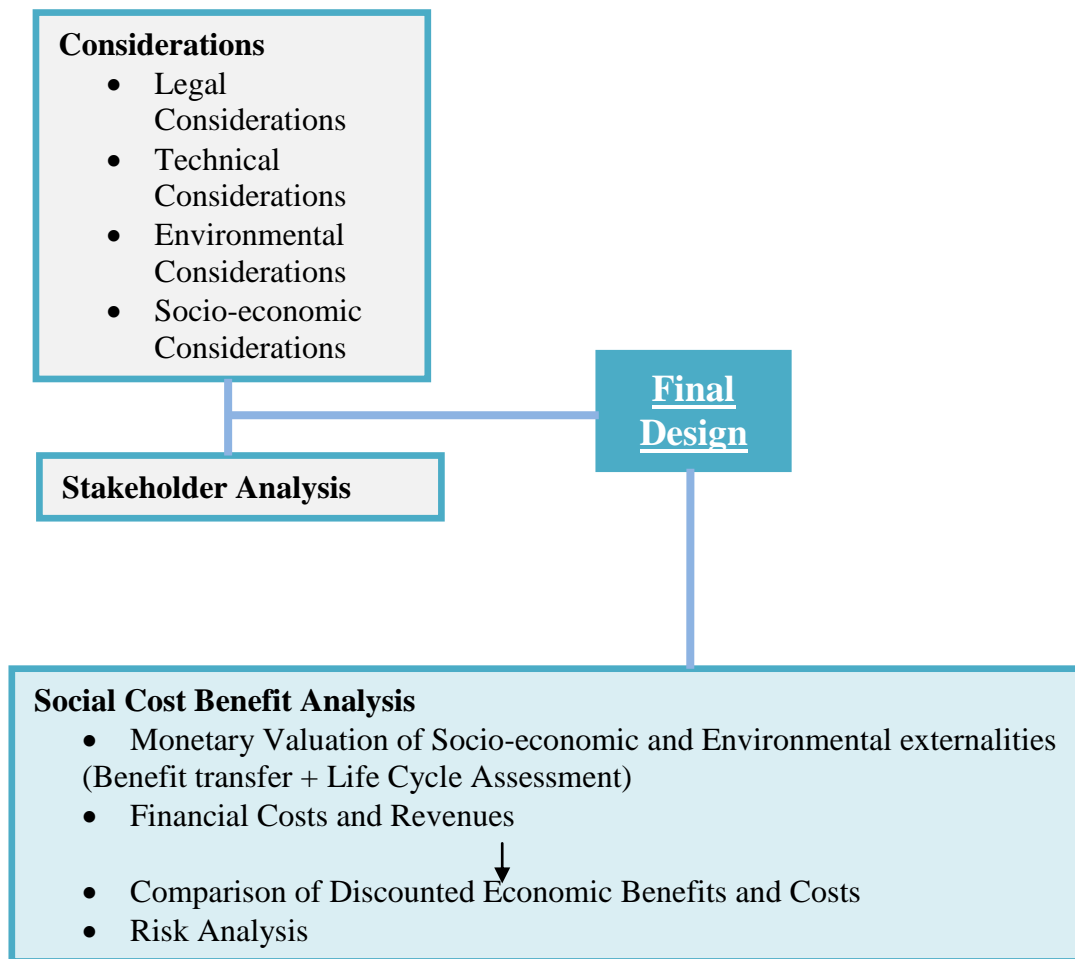 Considerations
• Legal
Considerations
• Technical
Considerations
• Environmental
Considerations
• Socio-economic
Considerations
Final
Design
Stakeholder Analysis
Social Cost Benefit Analysis
• Monetary Valuation of Socio-economic and Environmental externalities
(Benefit transfer + Life Cycle Assessment)
• Financial Costs and Revenues
• Comparison of Discounted Economic Benefits and Costs
• Risk Analysis